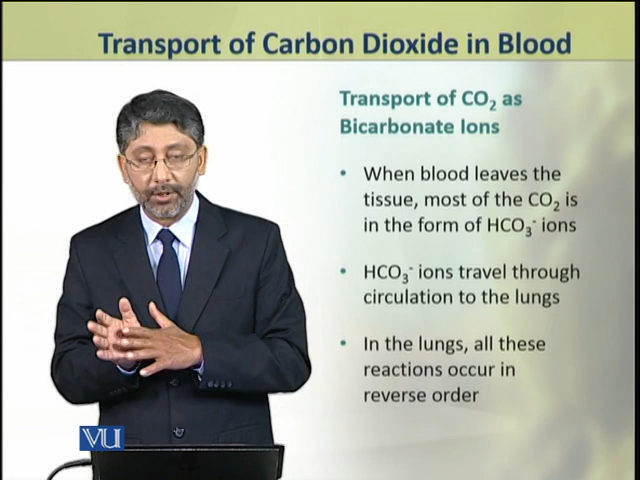 Transport of Carbon Dioxide in Blood
Transport of CO₂ as
Bicarbonate Ions
• When blood leaves the
tissue, most of the CO₂ is
in the form of HCO₃⁻ ions
• HCO₃⁻ ions travel through
circulation to the lungs
• In the lungs, all these
reactions occur in
reverse order
VU